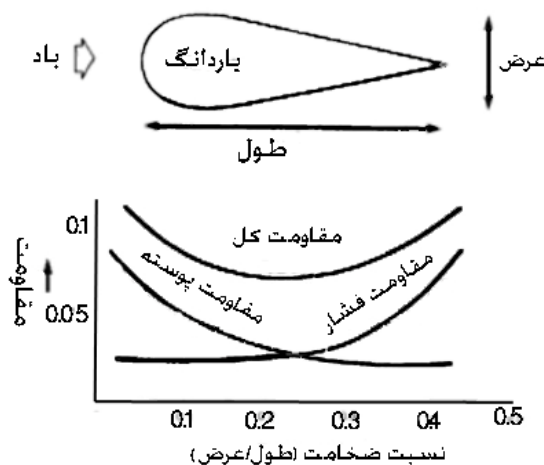 باد
باردانگ
عرض
طول
0.1
مقاومت کل
مقاومت پوسته
مقاومت فشار
مقاومت
0.05
0.1 0.2 0.3 0.4 0.5
نسبت ضخامت (طول/عرض)